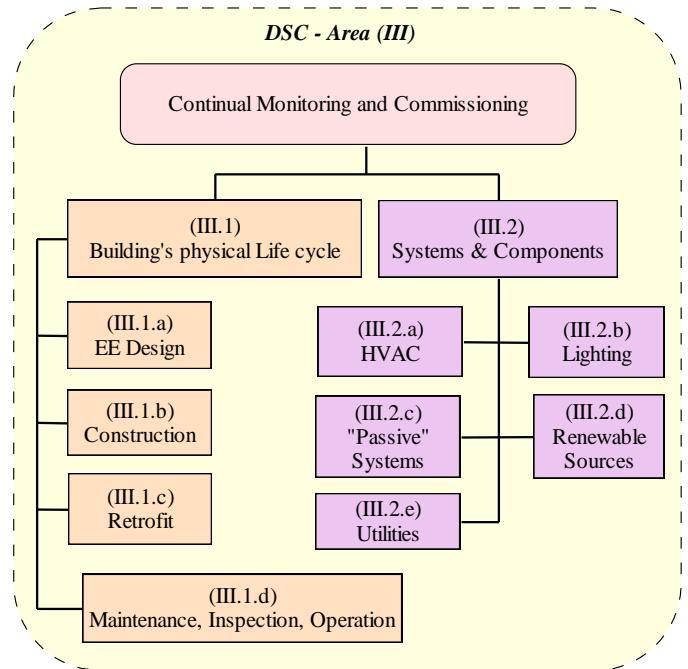 DSC - Area (III)
Continual Monitoring and Commissioning
(III.1)
Building's physical Life cycle
(III.2)
Systems & Components
(III.1.a)
EE Design
(III.2.a)
HVAC
(III.2.b)
Lighting
(III.1.b)
Construction
(III.2.c)
"Passive"
Systems
(III.2.d)
Renewable
Sources
(III.1.c)
Retrofit
(III.2.e)
Utilities
(III.1.d)
Maintenance, Inspection, Operation